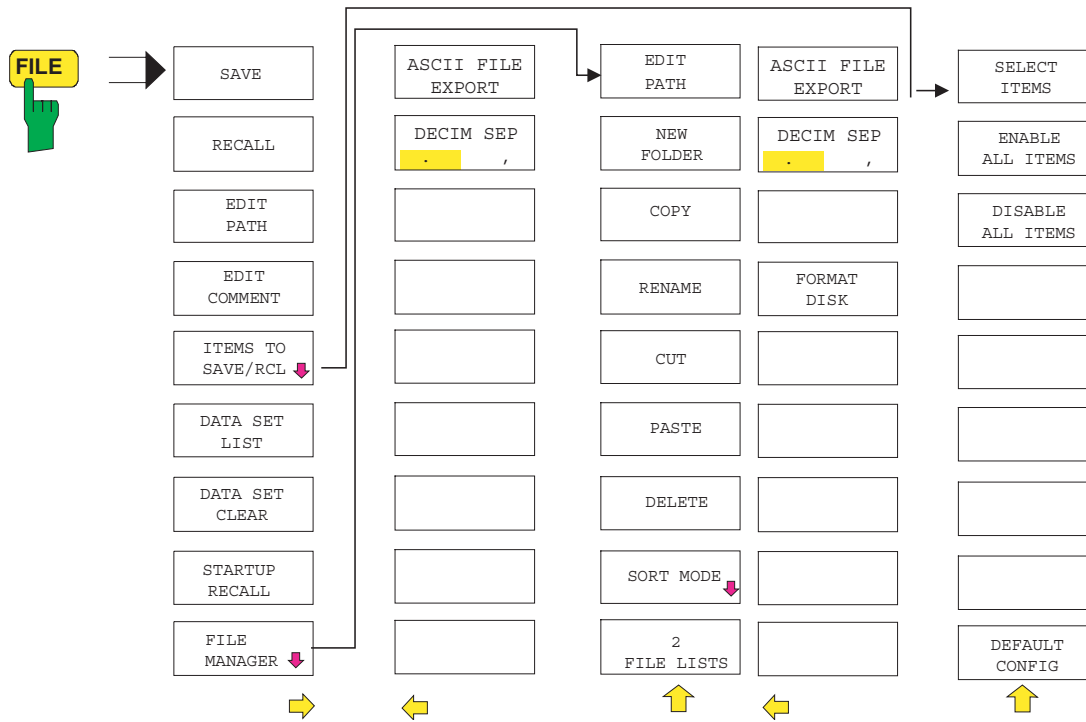 FILE
SAVE
RECALL
EDIT
PATH
EDIT
COMMENT
ITEMS TO
SAVE/RCL
DATA SET
LIST
DATA SET
CLEAR
STARTUP
RECALL
FILE
MANAGER
ASCII FILE
EXPORT
DECIM SEP
. ,
EDIT
PATH
NEW
FOLDER
COPY
RENAME
CUT
PASTE
DELETE
SORT MODE
2
FILE LISTS
ASCII FILE
EXPORT
DECIM SEP
. ,
FORMAT
DISK
SELECT
ITEMS
ENABLE
ALL ITEMS
DISABLE
ALL ITEMS
DEFAULT
CONFIG